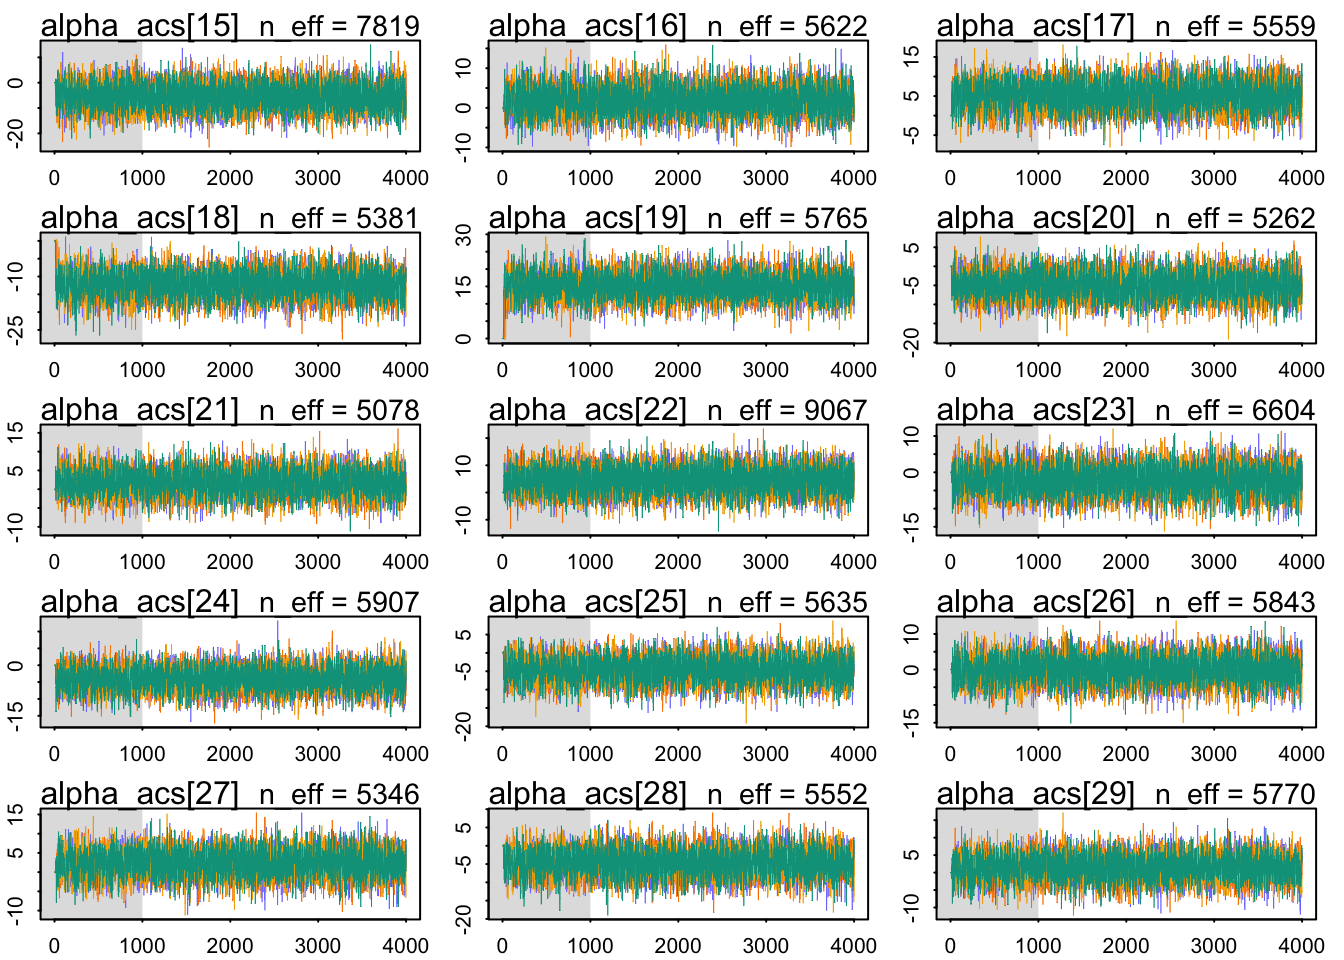 alpha_acs[15] n_eff = 7819
0
-20
0 1000 2000 3000 4000
alpha_acs[16] n_eff = 5622
10
0
-10
0 1000 2000 3000 4000
alpha_acs[17] n_eff = 5559
15
5
-5
0 1000 2000 3000 4000
alpha_acs[18] n_eff = 5381
-10
-25
0 1000 2000 3000 4000
alpha_acs[19] n_eff = 5765
30
15
0
0 1000 2000 3000 4000
alpha_acs[20] n_eff = 5262
5
-5
-20
0 1000 2000 3000 4000
alpha_acs[21] n_eff = 5078
15
5
-10
0 1000 2000 3000 4000
alpha_acs[22] n_eff = 9067
10
-10
0 1000 2000 3000 4000
alpha_acs[23] n_eff = 6604
10
0
-15
0 1000 2000 3000 4000
alpha_acs[24] n_eff = 5907
0
-15
0 1000 2000 3000 4000
alpha_acs[25] n_eff = 5635
5
-5
-20
0 1000 2000 3000 4000
alpha_acs[26] n_eff = 5843
10
0
-15
0 1000 2000 3000 4000
alpha_acs[27] n_eff = 5346
15
5
-10
0 1000 2000 3000 4000
alpha_acs[28] n_eff = 5552
5
-5
-20
0 1000 2000 3000 4000
alpha_acs[29] n_eff = 5770
5
-10
0 1000 2000 3000 4000